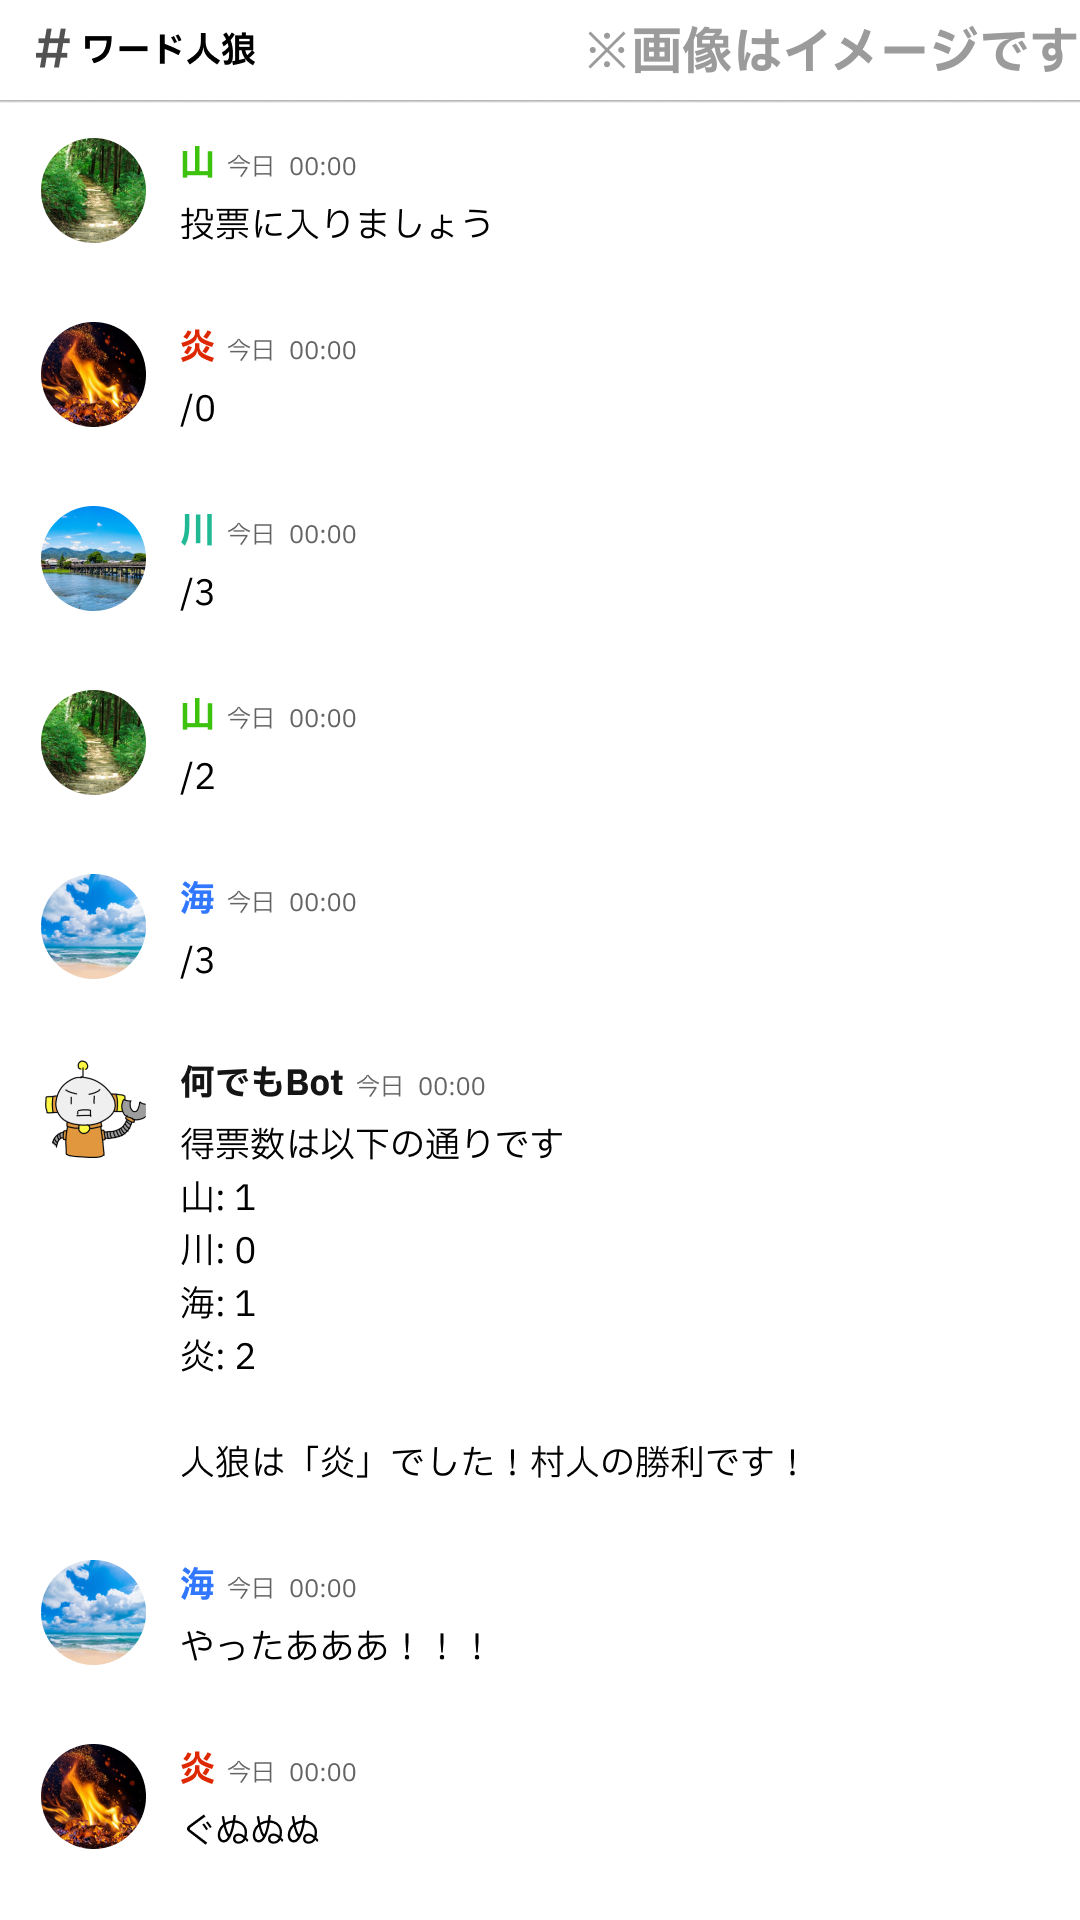 # ワード人狼
※画像はイメージです
山 今日 00:00
投票に入りましょう
炎 今日 00:00
/0
川 今日 00:00
/3
山 今日 00:00
/2
海 今日 00:00
/3
何でもBot 今日 00:00
得票数は以下の通りです
山: 1
川: 0
海: 1
炎: 2
人狼は「炎」でした！村人の勝利です！
海 今日 00:00
やったあああ！！！
炎 今日 00:00
ぐぬぬぬ